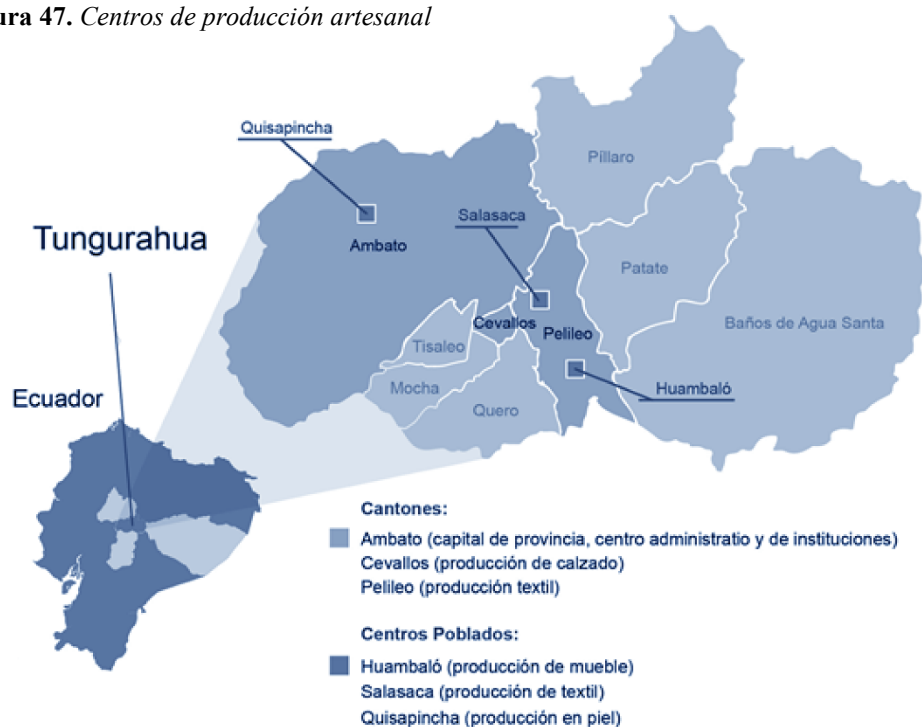 ura 47. Centros de producción artesanal
Quisapincha
Píllaro
Salasaca
Tungurahua
Ambato
Patate
Cevallos
Pelileo
Baños de Agua Santa
Tisaleo
Mocha
Huambaló
Ecuador
Quero
Cantones:
Ambato (capital de provincia, centro administratio y de instituciones)
Cevallos (producción de calzado)
Pelileo (producción textil)
Centros Poblados:
Huambaló (producción de mueble)
Salasaca (producción de textil)
Quisapincha (producción en piel)